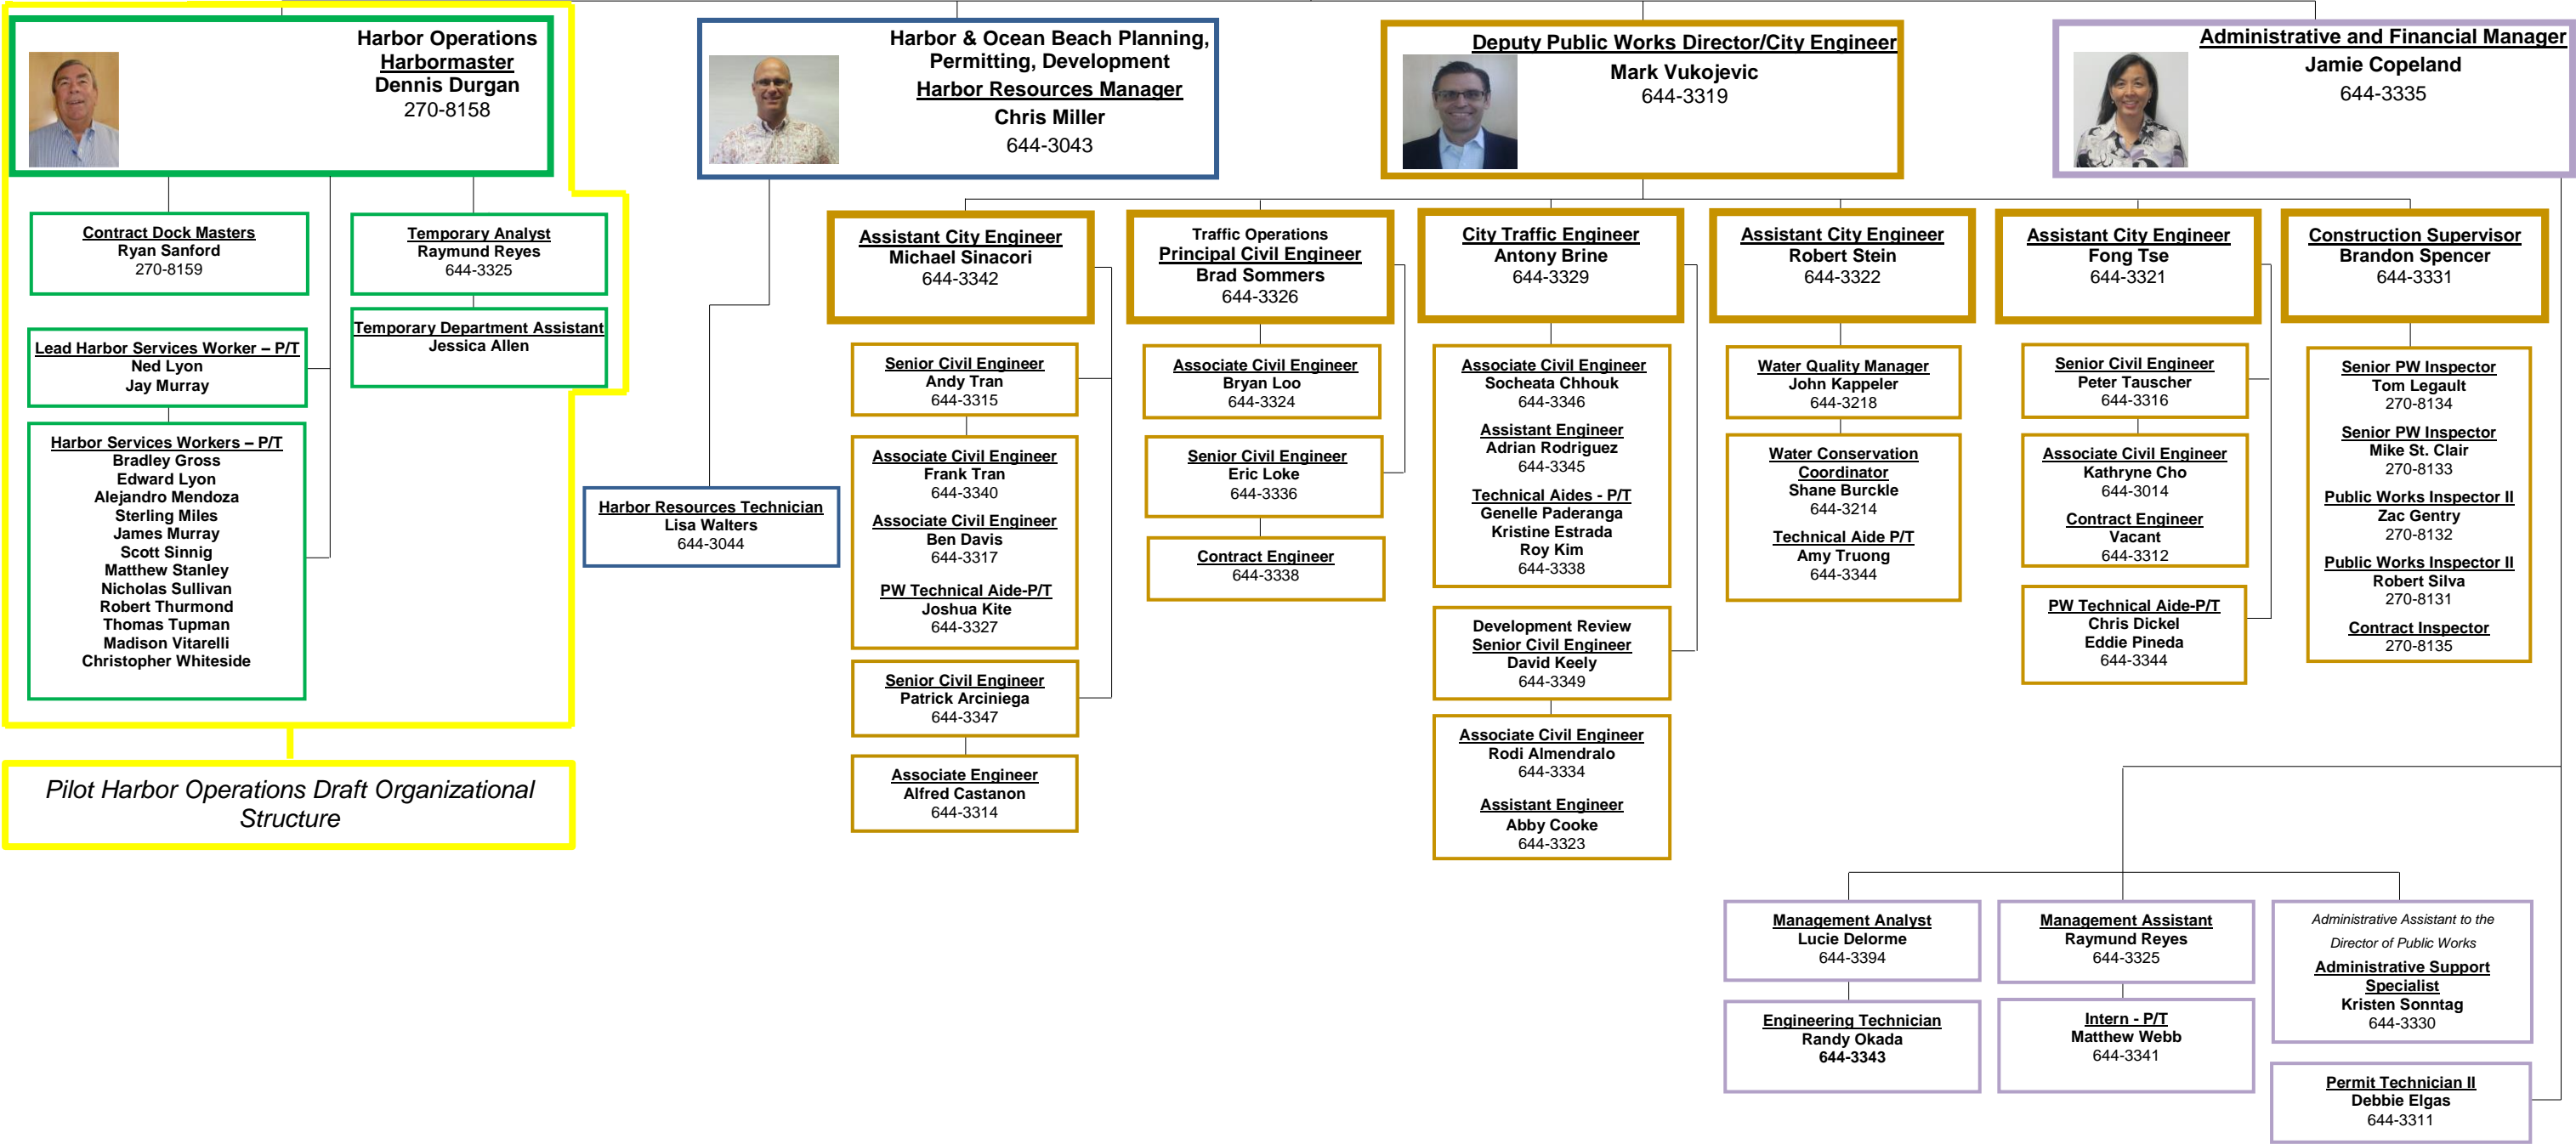 Harbor Operations
Harbormaster
Dennis Durgan
270-8158
Harbor & Ocean Beach Planning,
Permitting, Development
Harbor Resources Manager
Chris Miller
644-3043
Deputy Public Works Director/City Engineer
Mark Vukojevic
644-3319
Administrative and Financial Manager
Jamie Copeland
644-3335
Contract Dock Masters
Ryan Sanford
270-8159
Temporary Analyst
Raymund Reyes
644-3325
Temporary Department Assistant
Jessica Allen
Lead Harbor Services Worker – P/T
Ned Lyon
Jay Murray
Harbor Services Workers – P/T
Bradley Gross
Edward Lyon
Alejandro Mendoza
Sterling Miles
James Murray
Scott Sinnig
Matthew Stanley
Nicholas Sullivan
Robert Thurmond
Thomas Tupman
Madison Vitarelli
Christopher Whiteside
Pilot Harbor Operations Draft Organizational
Structure
Harbor Resources Technician
Lisa Walters
644-3044
Assistant City Engineer
Michael Sinacori
644-3342
Senior Civil Engineer
Andy Tran
644-3315
Associate Civil Engineer
Frank Tran
644-3340
Associate Civil Engineer
Ben Davis
644-3317
PW Technical Aide-P/T
Joshua Kite
644-3327
Senior Civil Engineer
Patrick Arciniega
644-3347
Associate Engineer
Alfred Castanon
644-3314
Traffic Operations
Principal Civil Engineer
Brad Sommers
644-3326
Associate Civil Engineer
Bryan Loo
644-3324
Senior Civil Engineer
Eric Loke
644-3336
Contract Engineer
644-3338
City Traffic Engineer
Antony Brine
644-3329
Associate Civil Engineer
Socheata Chhouk
644-3346
Assistant Engineer
Adrian Rodriguez
644-3345
Technical Aides - P/T
Genelle Paderanga
Kristine Estrada
Roy Kim
644-3338
Development Review
Senior Civil Engineer
David Keely
644-3349
Associate Civil Engineer
Rodi Almendralo
644-3334
Assistant Engineer
Abby Cooke
644-3323
Assistant City Engineer
Robert Stein
644-3322
Water Quality Manager
John Kappeler
644-3218
Water Conservation
Coordinator
Shane Burckle
644-3214
Technical Aide P/T
Amy Truong
644-3344
Assistant City Engineer
Fong Tse
644-3321
Senior Civil Engineer
Peter Tauscher
644-3316
Associate Civil Engineer
Kathryne Cho
644-3014
Contract Engineer
Vacant
644-3312
PW Technical Aide-P/T
Chris Dickel
Eddie Pineda
644-3344
Construction Supervisor
Brandon Spencer
644-3331
Senior PW Inspector
Tom Legault
270-8134
Senior PW Inspector
Mike St. Clair
270-8133
Public Works Inspector II
Zac Gentry
270-8132
Public Works Inspector II
Robert Silva
270-8131
Contract Inspector
270-8135
Management Analyst
Lucie Delorme
644-3394
Engineering Technician
Randy Okada
644-3343
Management Assistant
Raymund Reyes
644-3325
Intern - P/T
Matthew Webb
644-3341
Administrative Assistant to the
Director of Public Works
Administrative Support
Specialist
Kristen Sonntag
644-3330
Permit Technician II
Debbie Elgas
644-3311